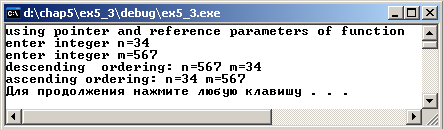 d:\chap5\ex5_3\debug\ex5_3.exe
using pointer and reference parameters of function
enter integer n=34
enter integer m=567
descending  ordering: n=567 m=34
ascending ordering: n=34 m=567
Для продолжения нажмите любую клавишу . . .